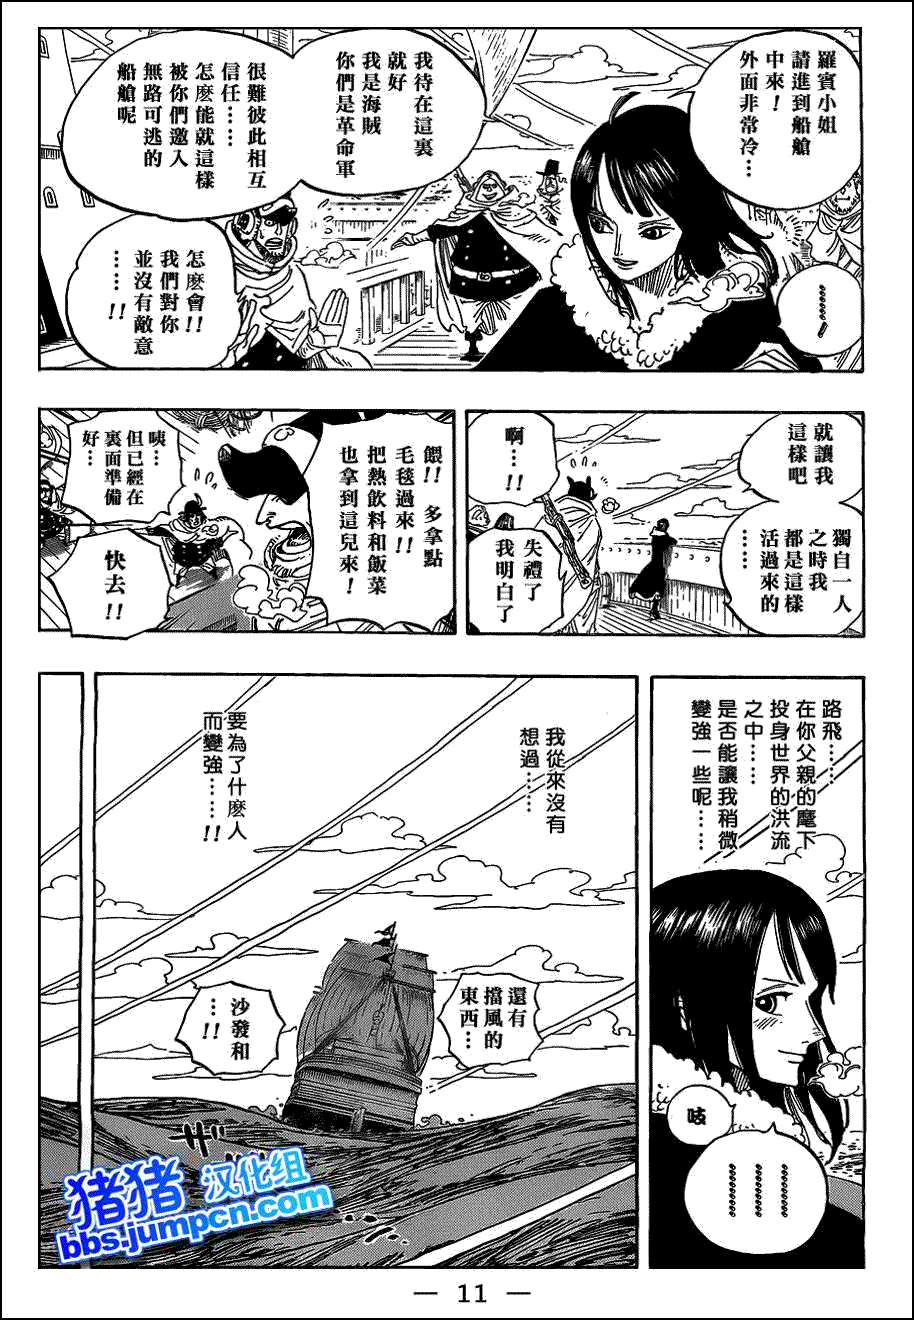 羅賓小姐
請進到船艙
中來！
外面非常冷…
………!
我待在這裏
就好
我是海賊
你們是革命軍
很難彼此相互
信任……
怎麼能就這樣
被你們邀入
無路可逃的
船艙呢
怎麼會!!
我們對你
並沒有敵意
……!!
就讓我
這樣吧
獨自一人
之時我
都是這樣
活過來的
……
啊…!!
失禮了
我明白了
餵!! 多拿點
毛毯過來!!
把熱飲料和飯菜
也拿到這兒來！
咦…
但已經在
裏面準備
好…
快去!!
路飛……
在你父親的麾下
投身世界的洪流
之中……
是否能讓我稍微
變強一些呢……
吱
………
我從來沒有
想過……
要為了什麼人
而變強……!!
還有
擋風的
東西…
沙發和
…!!
ザザ
猪猪汉化组
bbs.jumpcn.com
— 11 —